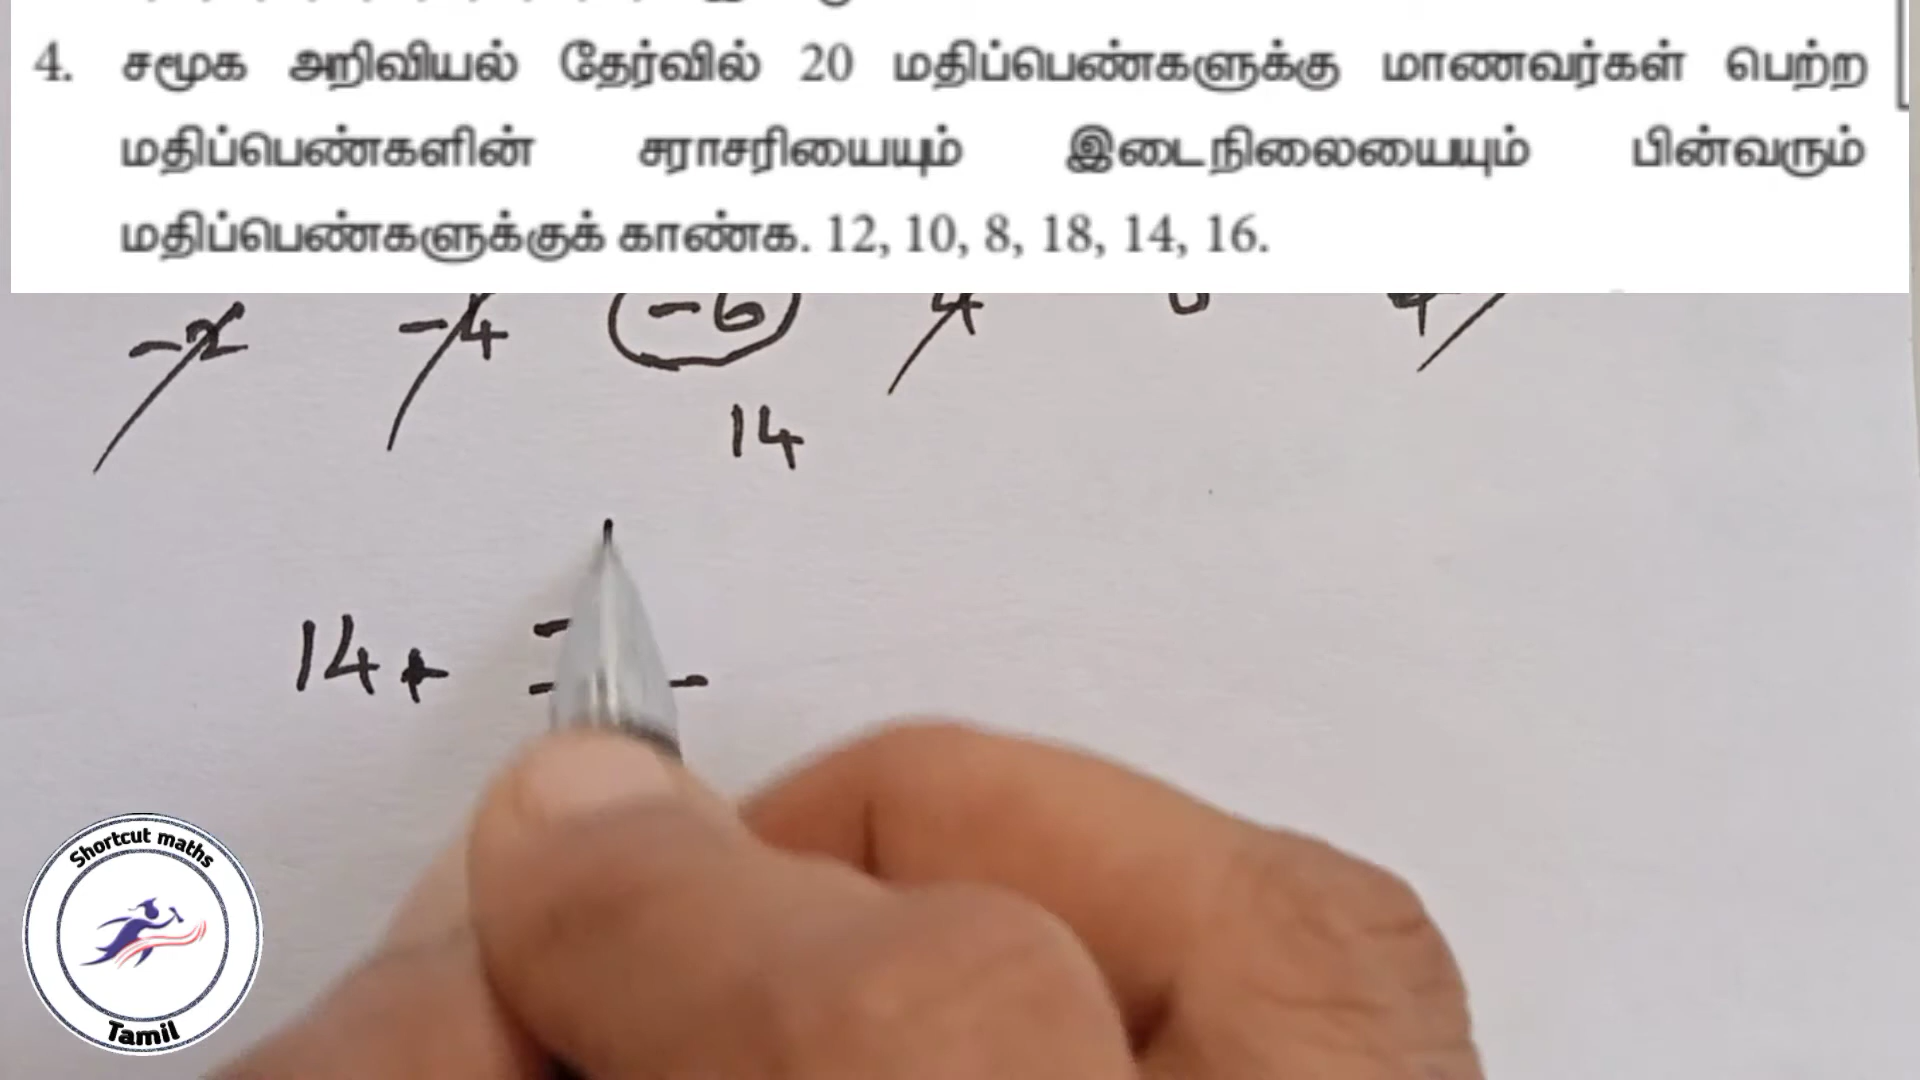 4. சமூக அறிவியல் தேர்வில் 20 மதிப்பெண்களுக்கு மாணவர்கள் பெற்ற
மதிப்பெண்களின் சராசரியையும் இடைநிலையையும் பின்வரும்
மதிப்பெண்களுக்குக் காண்க. 12, 10, 8, 18, 14, 16.
-2 -4 -6 4
14
14 +
Shortcut maths
Tamil